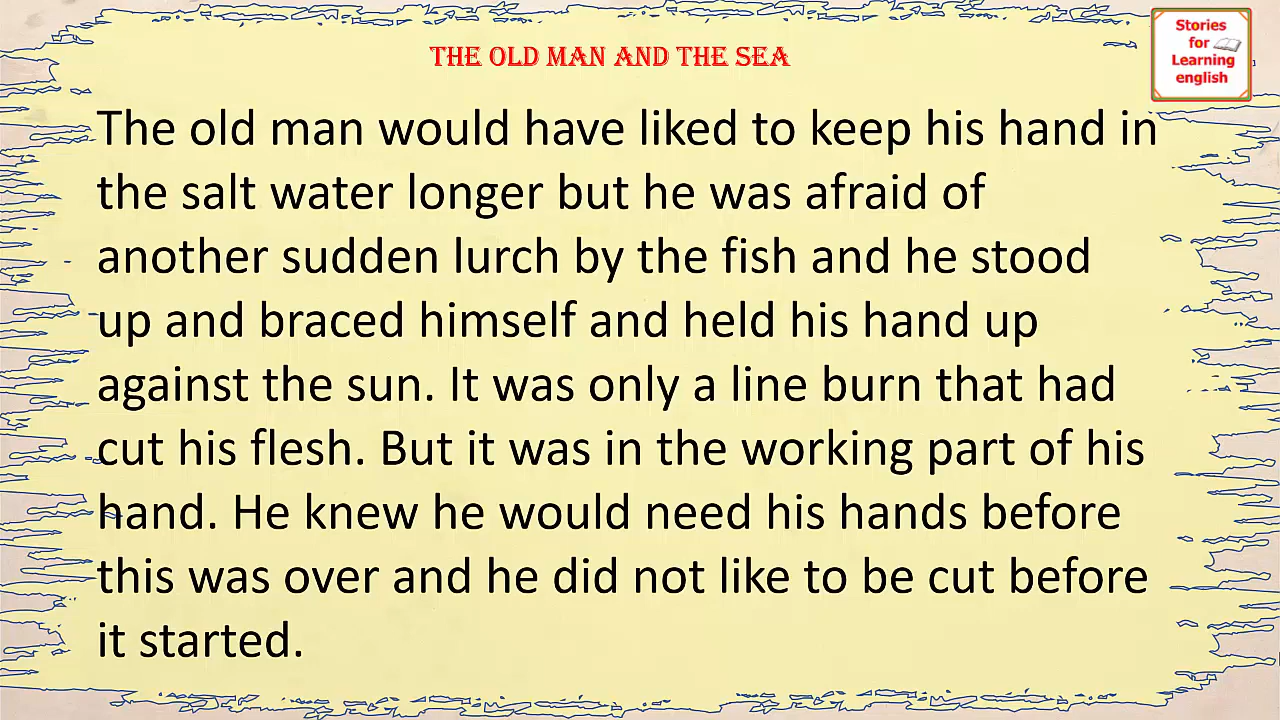 THE OLD MAN AND THE SEA
Stories
for
Learning
english
The old man would have liked to keep his hand in
the salt water longer but he was afraid of
another sudden lurch by the fish and he stood
up and braced himself and held his hand up
against the sun. It was only a line burn that had
cut his flesh. But it was in the working part of his
hand. He knew he would need his hands before
this was over and he did not like to be cut before
it started.